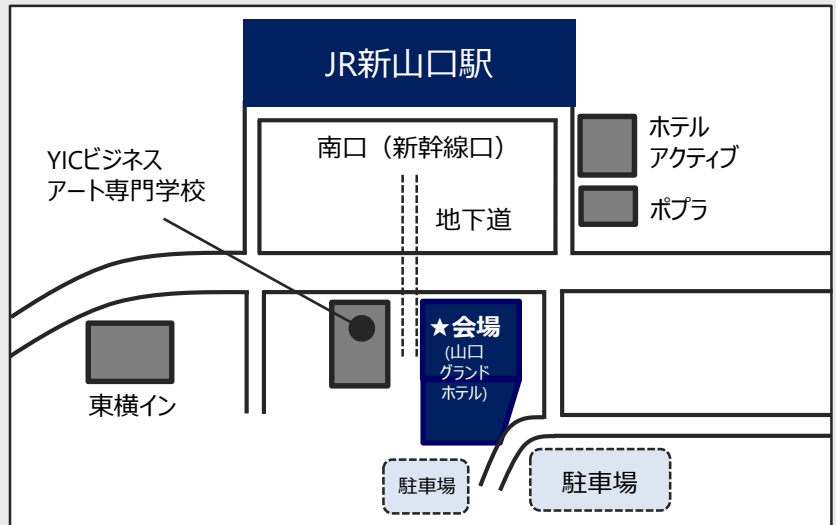 JR新山口駅
南口（新幹線口）
ホテル
アクティブ
YICビジネス
アート専門学校
ポプラ
地下道
★会場
(山口
グランド
ホテル)
東横イン
駐車場
駐車場